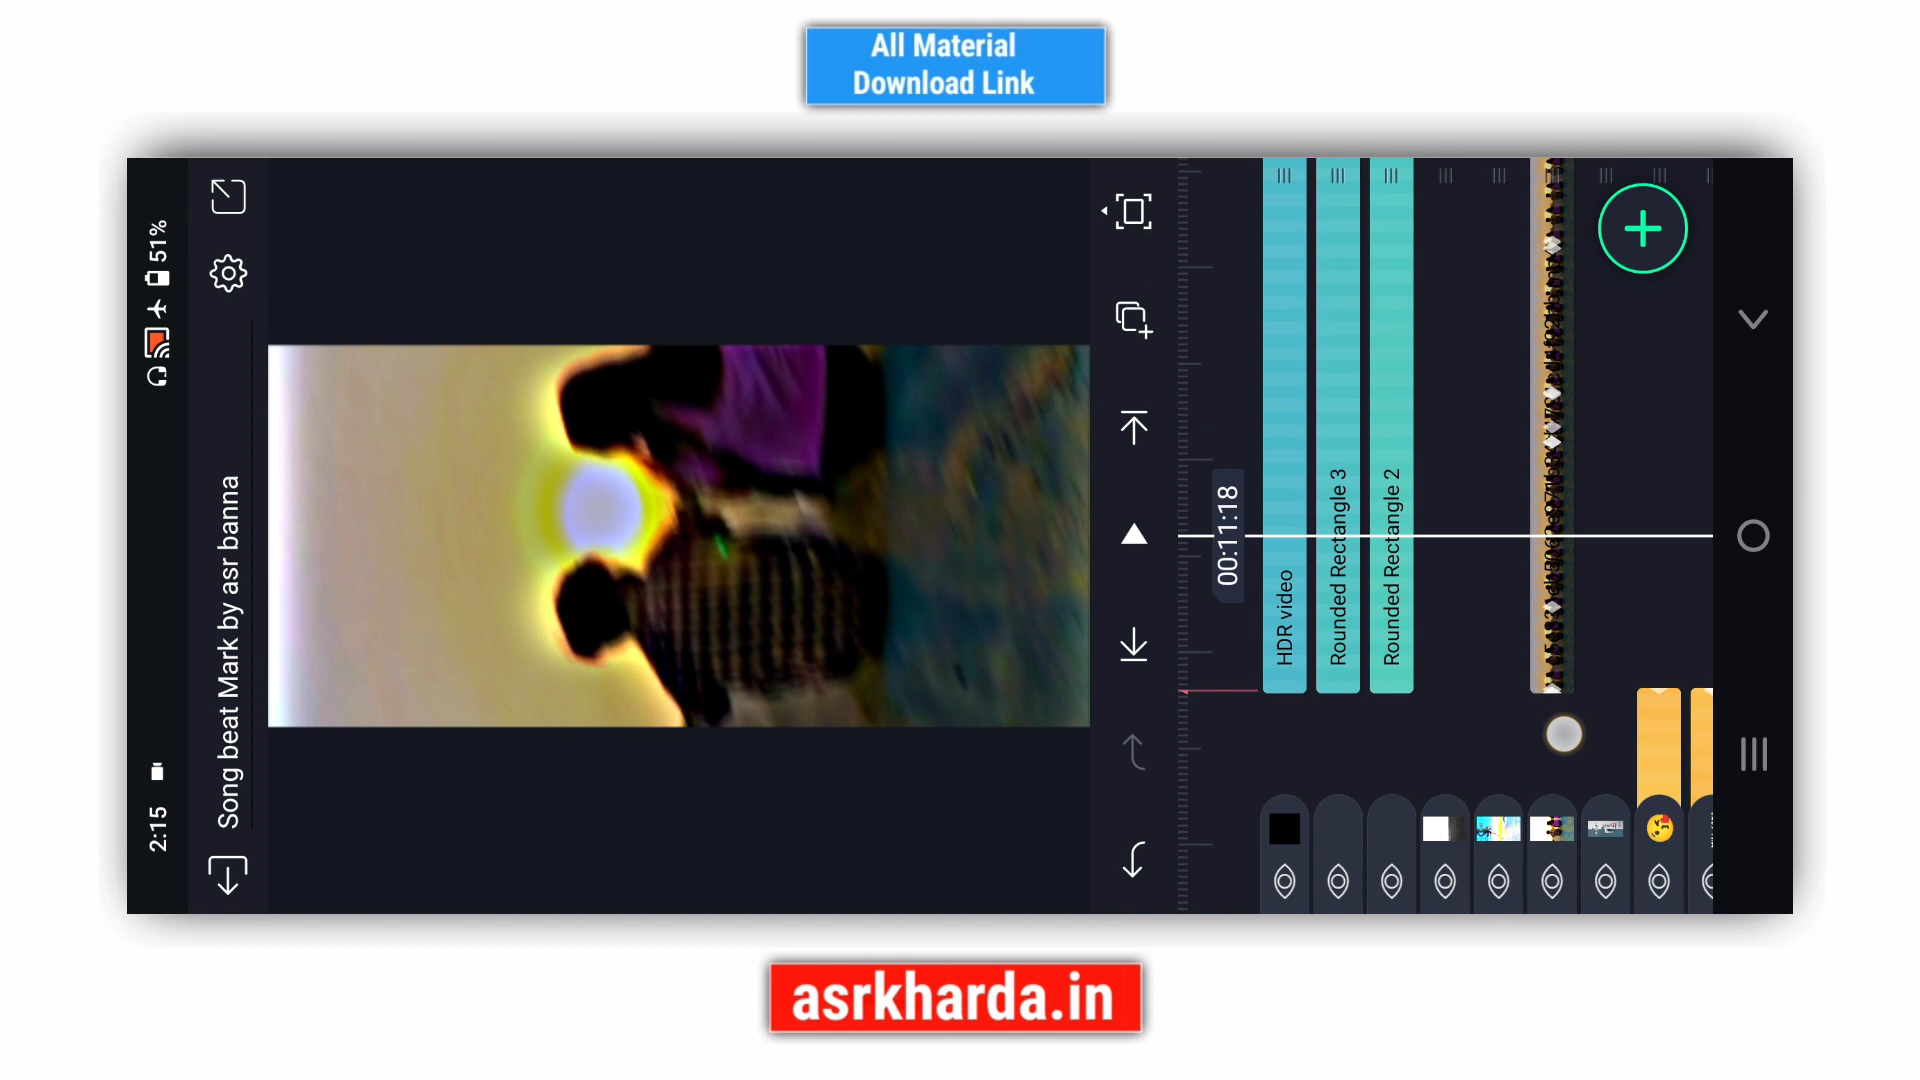 All Material
Download Link
2:15
51%
Song beat Mark by asr banna
00:11:18
HDR video
Rounded Rectangle 3
Rounded Rectangle 2
asrkharda.in